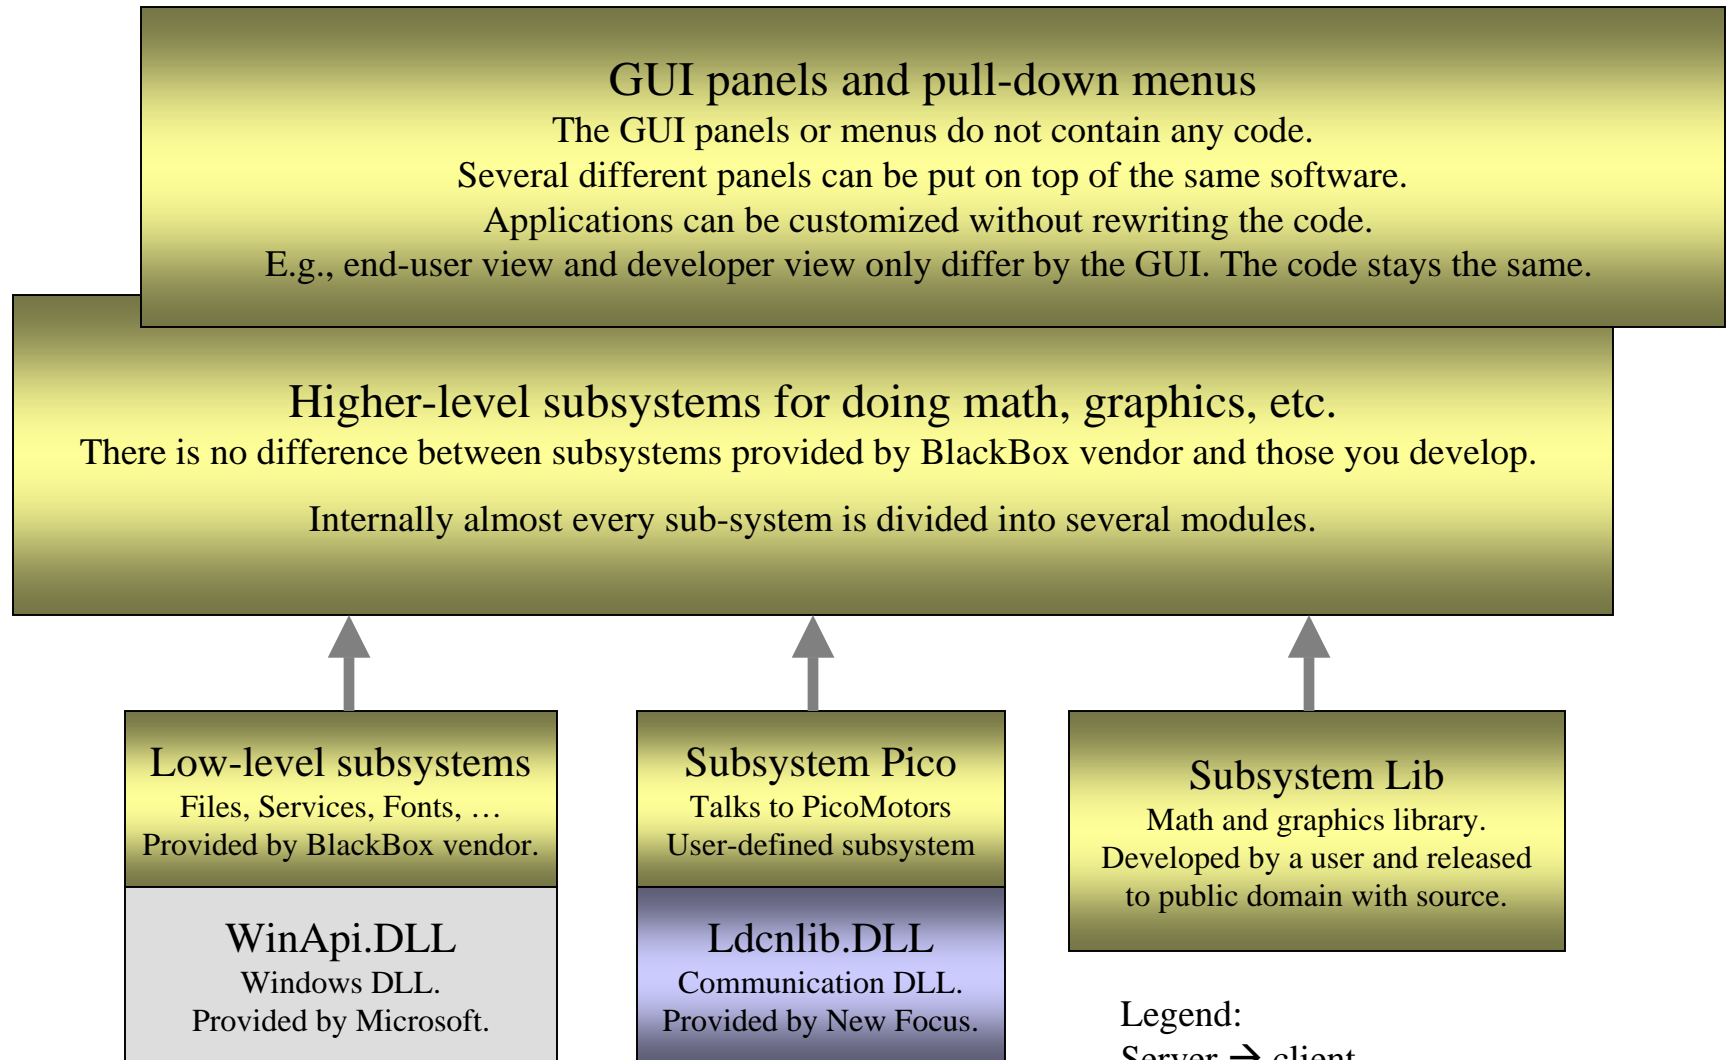 GUI panels and pull-down menus
The GUI panels or menus do not contain any code.
Several different panels can be put on top of the same software.
Applications can be customized without rewriting the code.
E.g., end-user view and developer view only differ by the GUI. The code stays the same.
Higher-level subsystems for doing math, graphics, etc.
There is no difference between subsystems provided by BlackBox vendor and those you develop.
Internally almost every sub-system is divided into several modules.
Low-level subsystems
Files, Services, Fonts, …
Provided by BlackBox vendor.
WinApi.DLL
Windows DLL.
Provided by Microsoft.
Subsystem Pico
Talks to PicoMotors
User-defined subsystem
Ldcnlib.DLL
Communication DLL.
Provided by New Focus.
Subsystem Lib
Math and graphics library.
Developed by a user and released
to public domain with source.
Legend:
Server → client